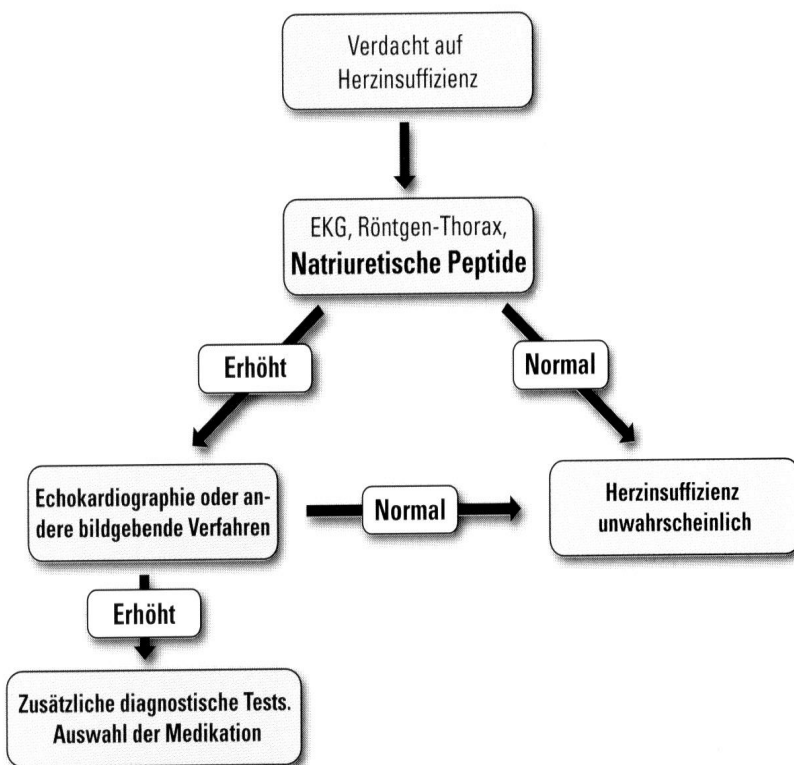 Verdacht auf
Herzinsuffizienz
EKG, Röntgen-Thorax,
Natriuretische Peptide
Erhöht
Normal
Echokardiographie oder an-
dere bildgebende Verfahren
Normal
Herzinsuffizienz
unwahrscheinlich
Erhöht
Zusätzliche diagnostische Tests.
Auswahl der Medikation